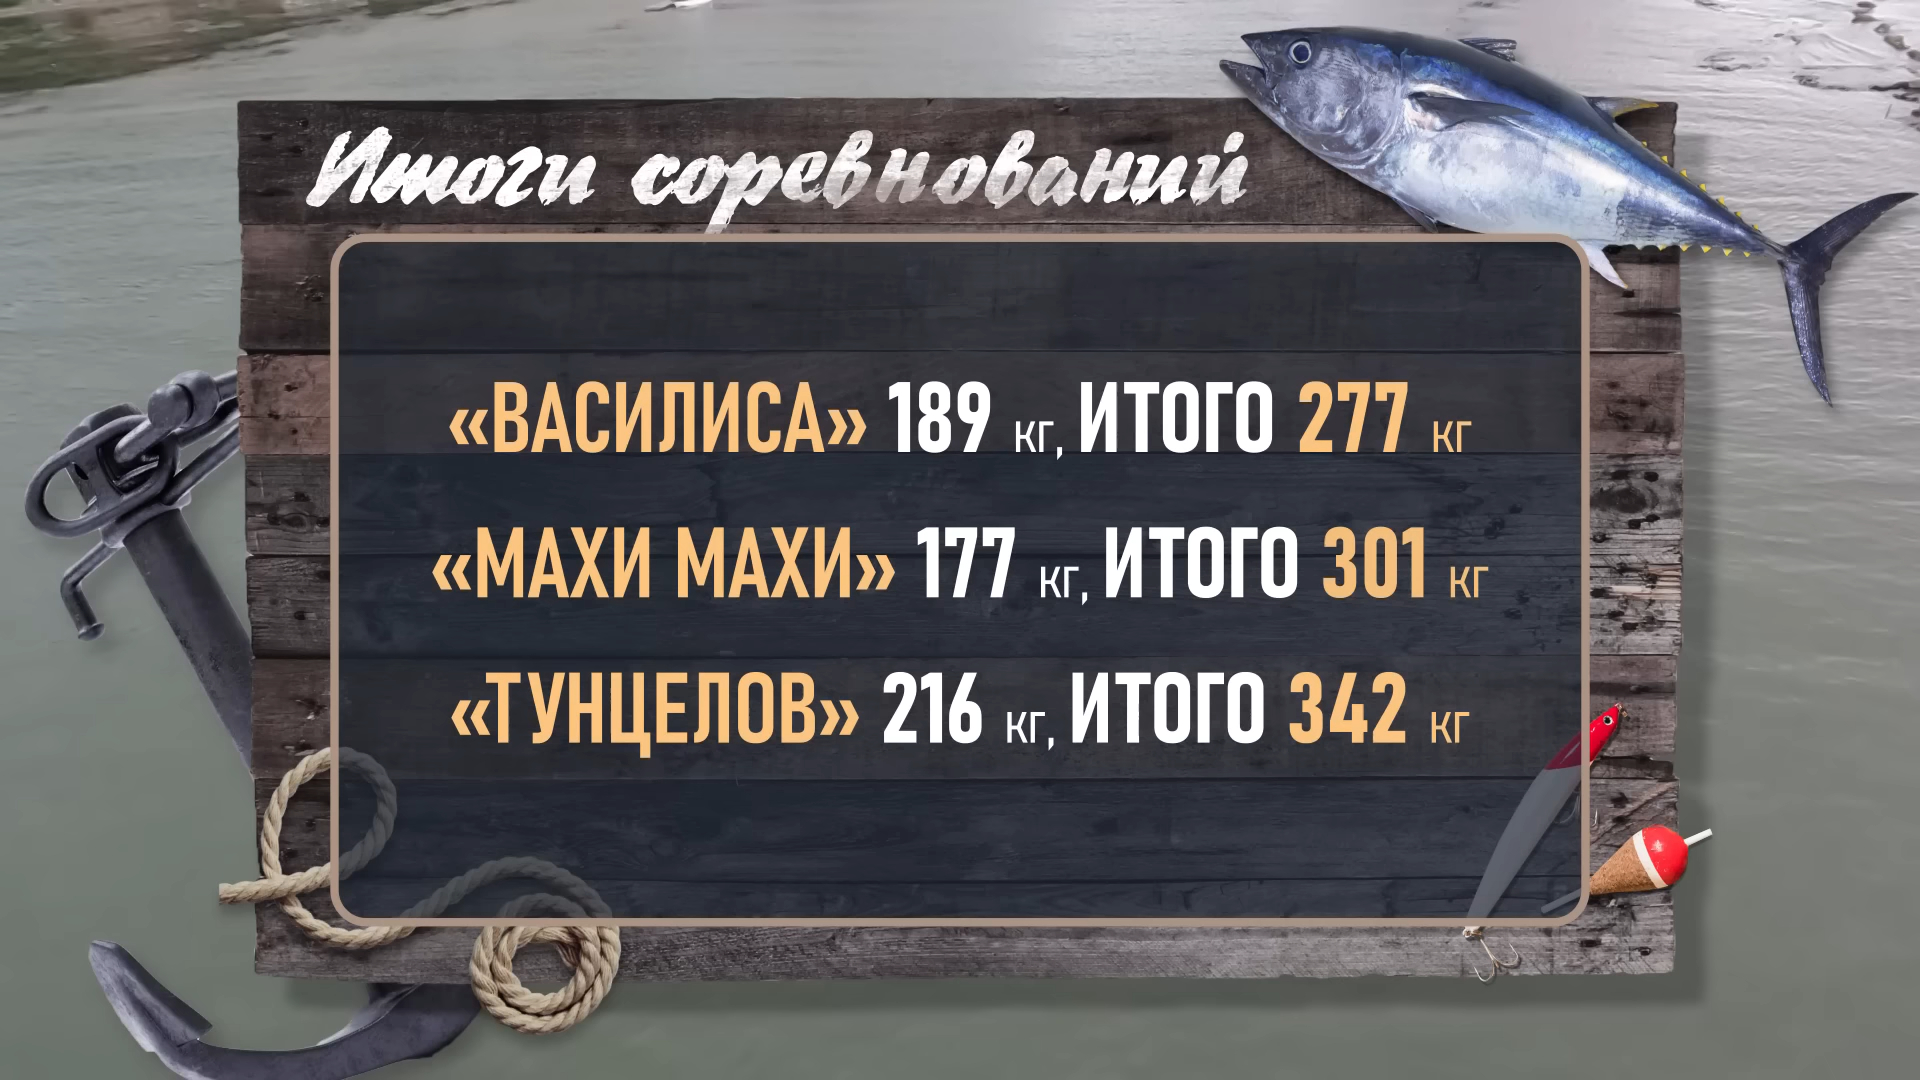 Итоги соревнований
«ВАСИЛИСА» 189 кг, ИТОГО 277 кг
«МАХИ МАХИ» 177 кг, ИТОГО 301 кг
«ТУНЦЕЛОВ» 216 кг, ИТОГО 342 кг